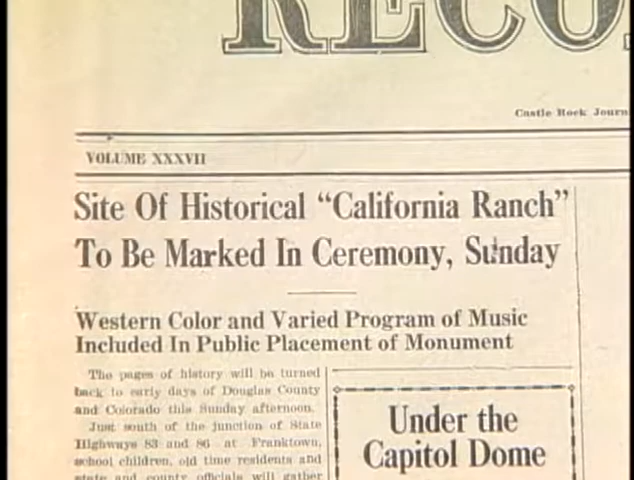 RECO
Castle Rock Journ
VOLUME XXXVII
Site Of Historical “California Ranch”
To Be Marked In Ceremony, Sunday
Western Color and Varied Program of Music
Included In Public Placement of Monument
The pages of history will be turned
back to early days of Douglas County
and Colorado this Sunday afternoon.
Just south of the junction of State
Highways 83 and 86 at Franktown,
school children, old time residents and
state and county officials will gather
Under the
Capitol Dome